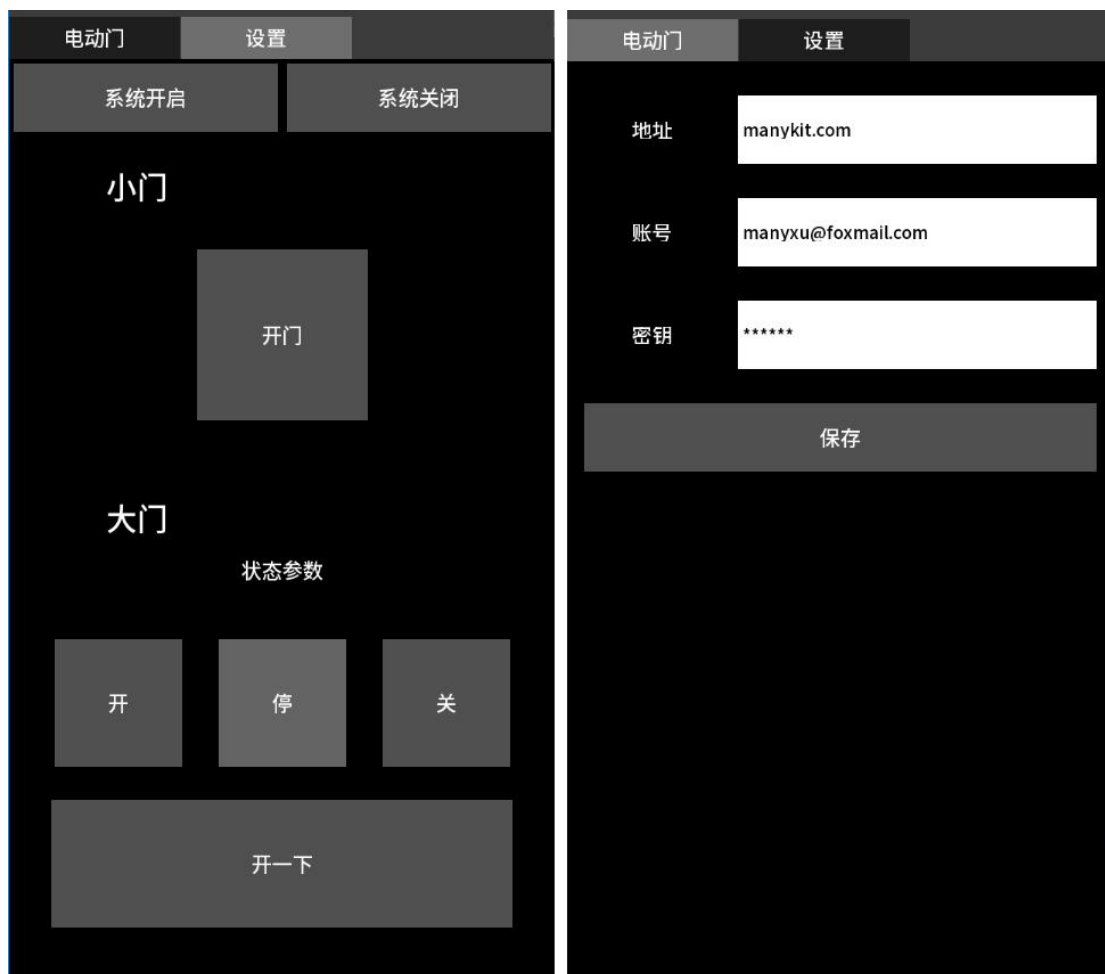 电动门 设置
系统开启 系统关闭
小门
开门
大门
状态参数
开 停 关
开一下
电动门 设置
地址 manykit.com
账号 manyxu@foxmail.com
密钥 ******
保存